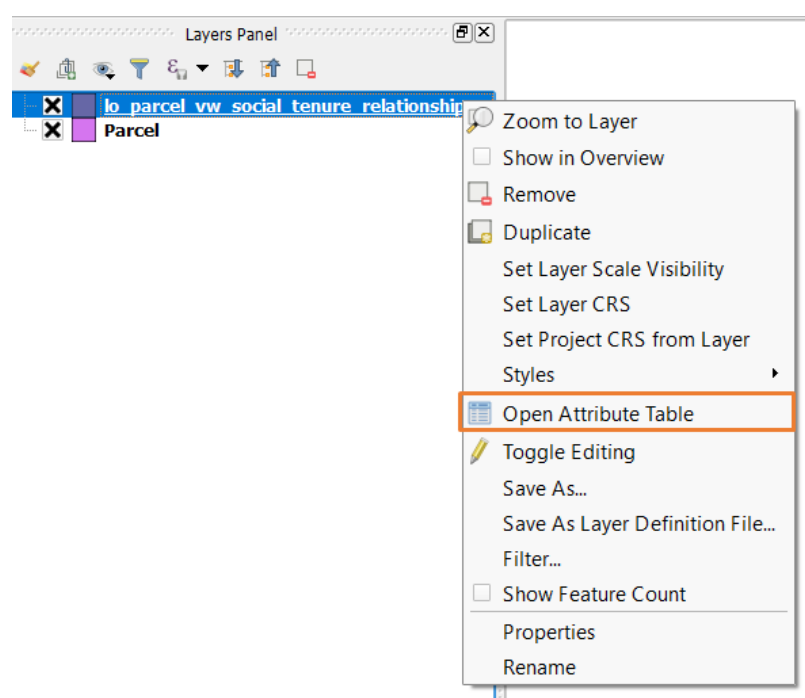 Layers Panel
lo_parcel_vw_social_tenure_relationship
Parcel
Zoom to Layer
Show in Overview
Remove
Duplicate
Set Layer Scale Visibility
Set Layer CRS
Set Project CRS from Layer
Styles
Open Attribute Table
Toggle Editing
Save As...
Save As Layer Definition File...
Filter...
Show Feature Count
Properties
Rename